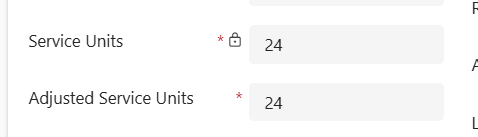 Service Units * 24
Adjusted Service Units * 24